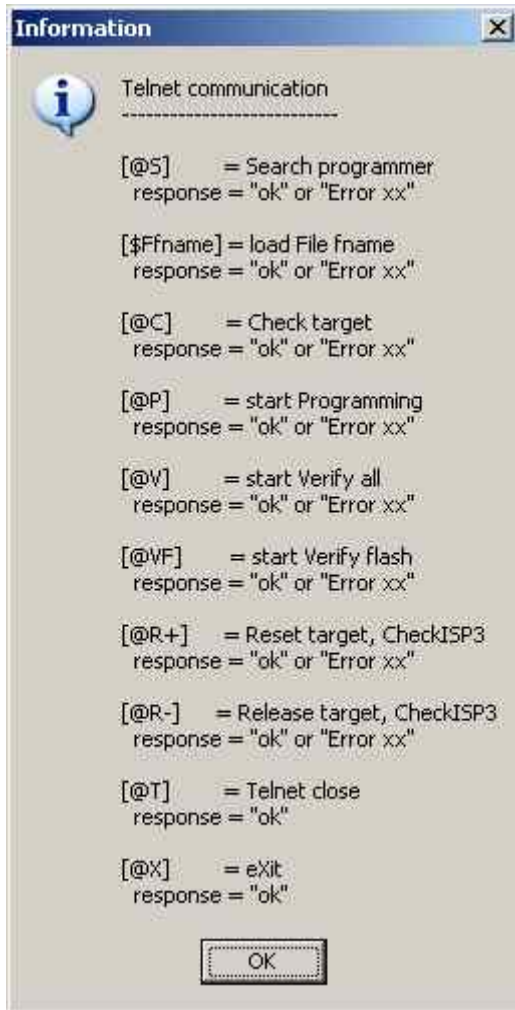 Information
Telnet communication
---------------------------
[@S] = Search programmer
response = "ok" or "Error xx"
[$Ffname] = load File fname
response = "ok" or "Error xx"
[@C] = Check target
response = "ok" or "Error xx"
[@P] = start Programming
response = "ok" or "Error xx"
[@V] = start Verify all
response = "ok" or "Error xx"
[@VF] = start Verify flash
response = "ok" or "Error xx"
[@R+] = Reset target, CheckISP3
response = "ok" or "Error xx"
[@R-] = Release target, CheckISP3
response = "ok" or "Error xx"
[@T] = Telnet close
response = "ok"
[@X] = eXit
response = "ok"
OK